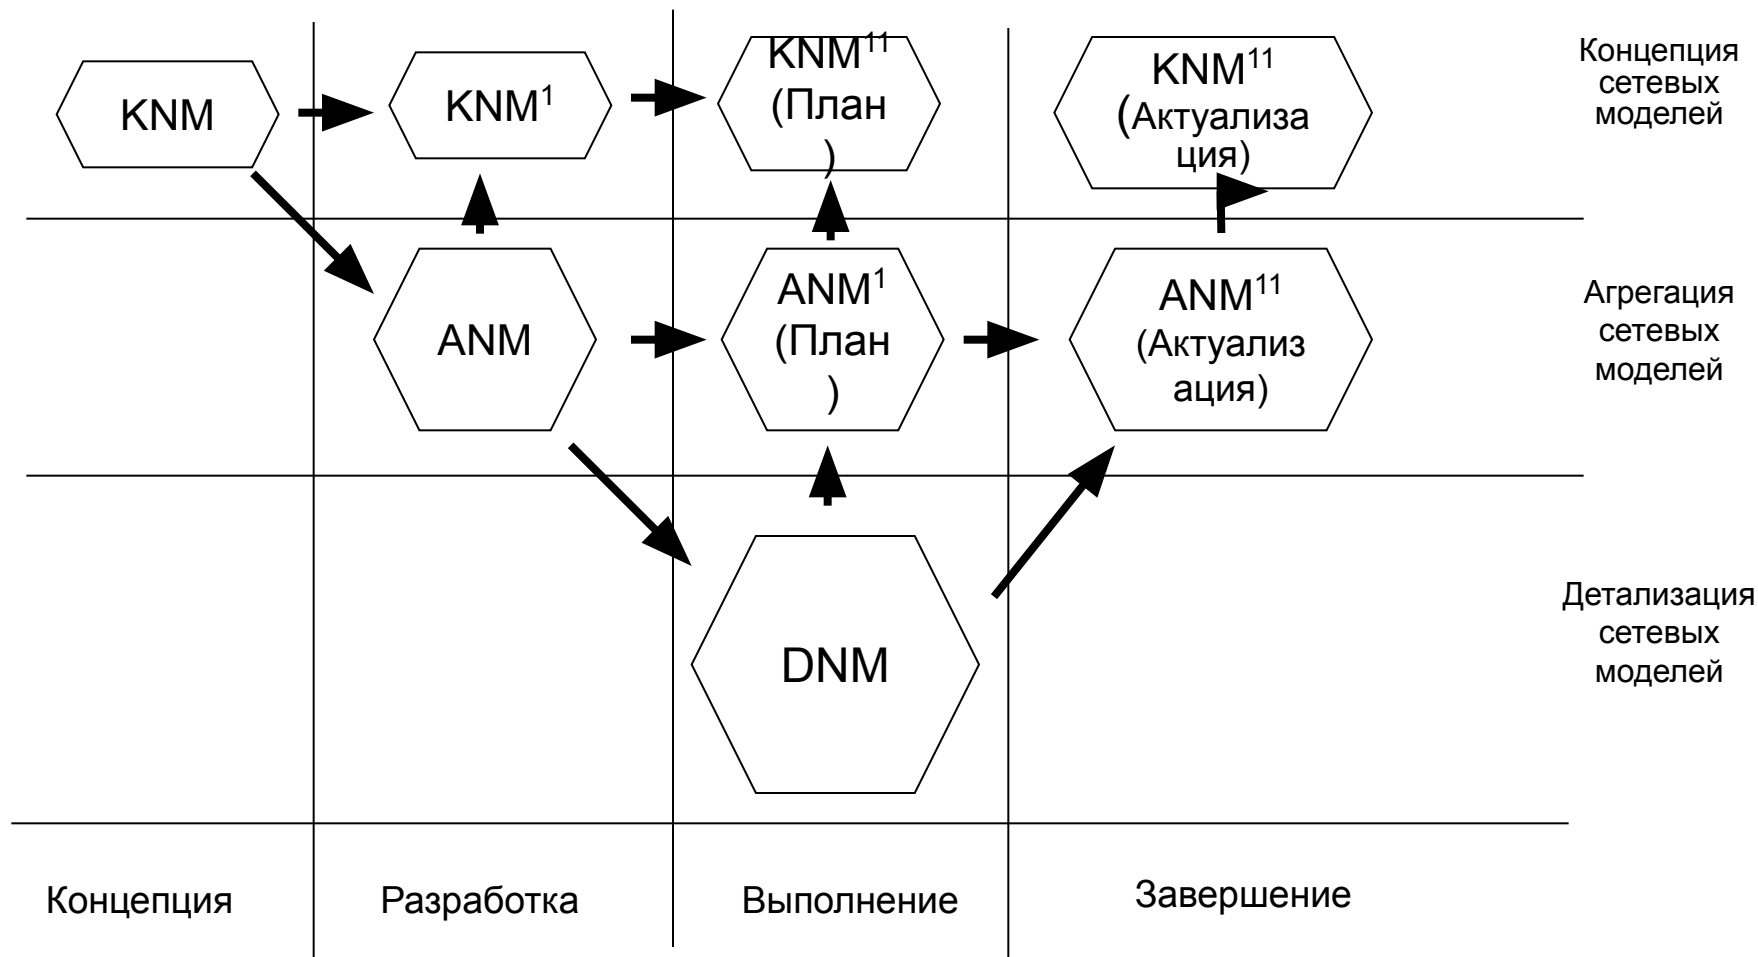 KNM
KNM¹
KNM¹¹
(План
)
KNM¹¹
(Актуализа
ция)
Концепция
сетевых
моделей
ANM
ANM¹
(План
)
ANM¹¹
(Актуализ
ация)
Агрегация
сетевых
моделей
DNM
Детализация
сетевых
моделей
Концепция
Разработка
Выполнение
Завершение